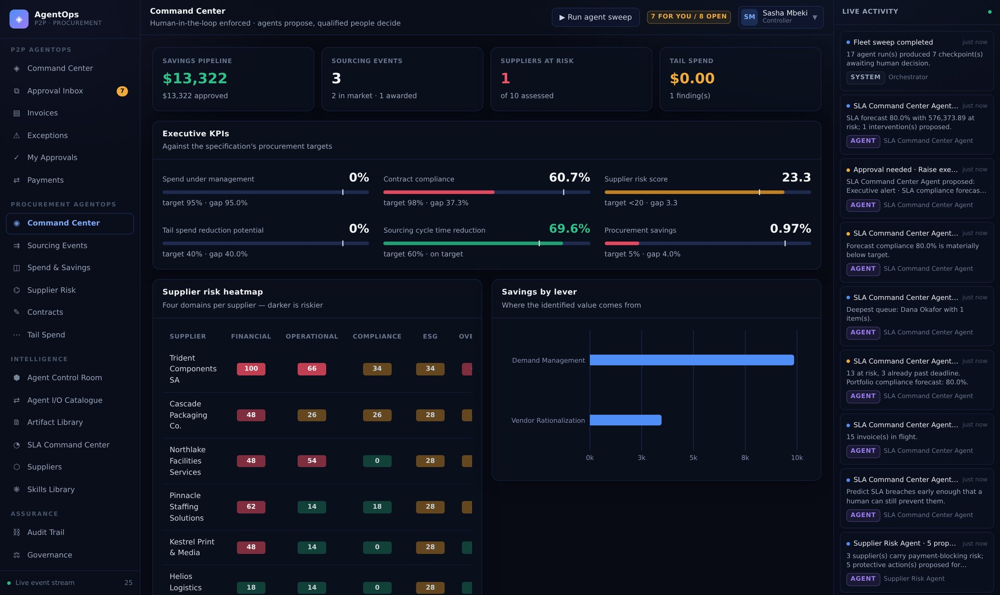 AgentOps
P2P · PROCUREMENT
P2P AGENTOPS
Command Center
Approval Inbox
7
Invoices
Exceptions
My Approvals
Payments
PROCUREMENT AGENTOPS
Command Center
Sourcing Events
Spend & Savings
Supplier Risk
Contracts
Tail Spend
INTELLIGENCE
Agent Control Room
Agent I/O Catalogue
Artifact Library
SLA Command Center
Suppliers
Skills Library
ASSURANCE
Audit Trail
Governance
Live event stream
25
Command Center
Human-in-the-loop enforced · agents propose, qualified people decide
▶ Run agent sweep
7 FOR YOU / 8 OPEN
SM
Sasha Mbeki
Controller
SAVINGS PIPELINE
$13,322
$13,322 approved
SOURCING EVENTS
3
2 in market · 1 awarded
SUPPLIERS AT RISK
1
of 10 assessed
TAIL SPEND
$0.00
1 finding(s)
Executive KPIs
Against the specification's procurement targets
Spend under management
0%
target 95% · gap 95.0%
Contract compliance
60.7%
target 98% · gap 37.3%
Supplier risk score
23.3
target <20 · gap 3.3
Tail spend reduction potential
0%
target 40% · gap 40.0%
Sourcing cycle time reduction
69.6%
target 60% · on target
Procurement savings
0.97%
target 5% · gap 4.0%
Supplier risk heatmap
Four domains per supplier — darker is riskier
SUPPLIER FINANCIAL OPERATIONAL COMPLIANCE ESG
Trident
Components
SA
100 66 34 34
Cascade
Packaging
Co.
48 26 26 28
Northlake
Facilities
Services
48 54 0 28
Pinnacle
Staffing
Solutions
62 14 18 28
Kestrel Print
& Media
48 14 0 28
Helios
Logistics
18 14 0 28
Savings by lever
Where the identified value comes from
Demand Management
Vendor Rationalization
0k 3k 5k 8k 10k
LIVE ACTIVITY
Fleet sweep completed just now
17 agent run(s) produced 7 checkpoint(s)
awaiting human decision.
SYSTEM Orchestrator
SLA Command Center Agent... just now
SLA forecast 80.0% with 576,373.89 at
risk; 1 intervention(s) proposed.
AGENT SLA Command Center Agent
Approval needed · Raise exe... just now
SLA Command Center Agent proposed:
Executive alert · SLA compliance forecas...
AGENT SLA Command Center Agent
SLA Command Center Agent... just now
Forecast compliance 80.0% is materially
below target.
AGENT SLA Command Center Agent
SLA Command Center Agent... just now
Deepest queue: Dana Okafor with 1
item(s).
AGENT SLA Command Center Agent
SLA Command Center Agent... just now
13 at risk, 3 already past deadline.
Portfolio compliance forecast: 80.0%.
AGENT SLA Command Center Agent
SLA Command Center Agent... just now
15 invoice(s) in flight.
AGENT SLA Command Center Agent
SLA Command Center Agent... just now
Predict SLA breaches early enough that a
human can still prevent them.
AGENT SLA Command Center Agent
Supplier Risk Agent · 5 prop... just now
3 supplier(s) carry payment-blocking risk;
5 protective action(s) proposed for...
AGENT Supplier Risk Agent